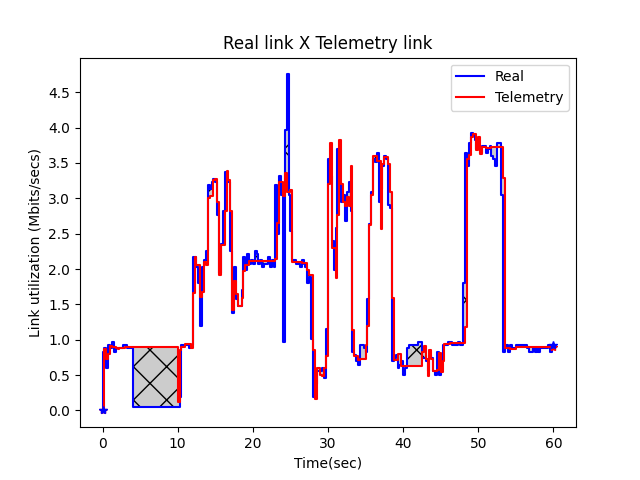 Real link X Telemetry link
Real
Telemetry
Link utilization (Mbits/secs)
4.5
4.0
3.5
3.0
2.5
2.0
1.5
1.0
0.5
0.0
0 10 20 30 40 50 60
Time(sec)